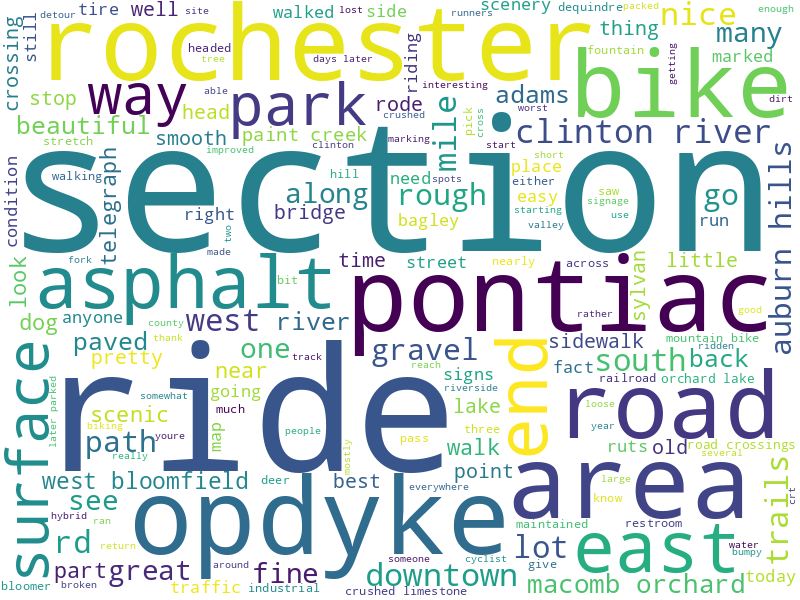 tire well site walked lost side scenery dequindre packed enough
crossing still detour rochester runners thing nice many
headed days later riding fountain marked getting
tree way park bike
stop able crushed rode mile interesting adams
beautiful head paint creek pick cross worst dirt
stretch smooth improved marking clinton start clinton river
condition walking telegraph section hill need spots short place
along rough either easy saw signage go auburn hills
right two bridge bagley starting use run
fork made valley
look asphalt time street nearly across sylvan little
bit pontiac rather good
dog anyone county west river
surface paved thank one track gravel end sidewalk mountain bike ridden
pretty near reach signs fact south back
later parked going riverside railroad orchard lake
scenic somewhat ride much lake road loose year
biking path youre map people three ruts old road crossings
really mostly pass walk several
west bloomfield deer best point area large know trails crt
see hybrid opdyke everywhere
rd ran maintained restroom
return lot east water bumpy
part great around fine someone cyclist give
bloomer broken traffic industrial downtown crushed limestone macomb orchard today